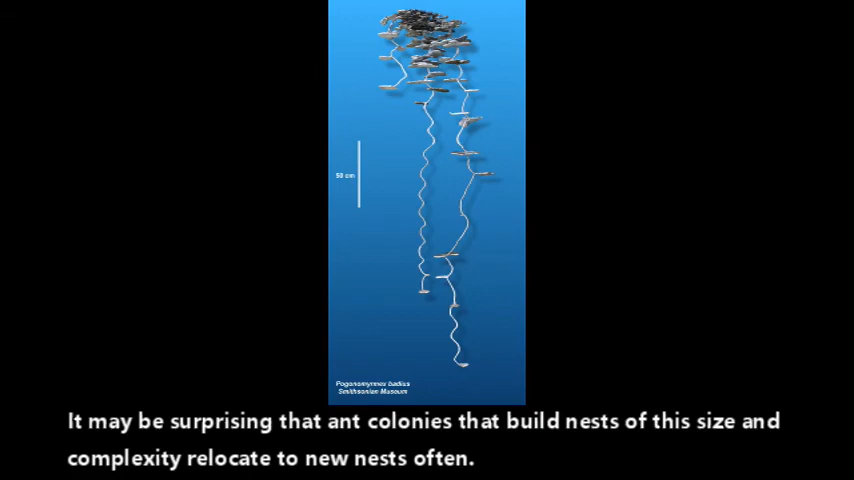 50 cm
Pogonomyrmex badius
Smithsonian Museum
It may be surprising that ant colonies that build nests of this size and
complexity relocate to new nests often.